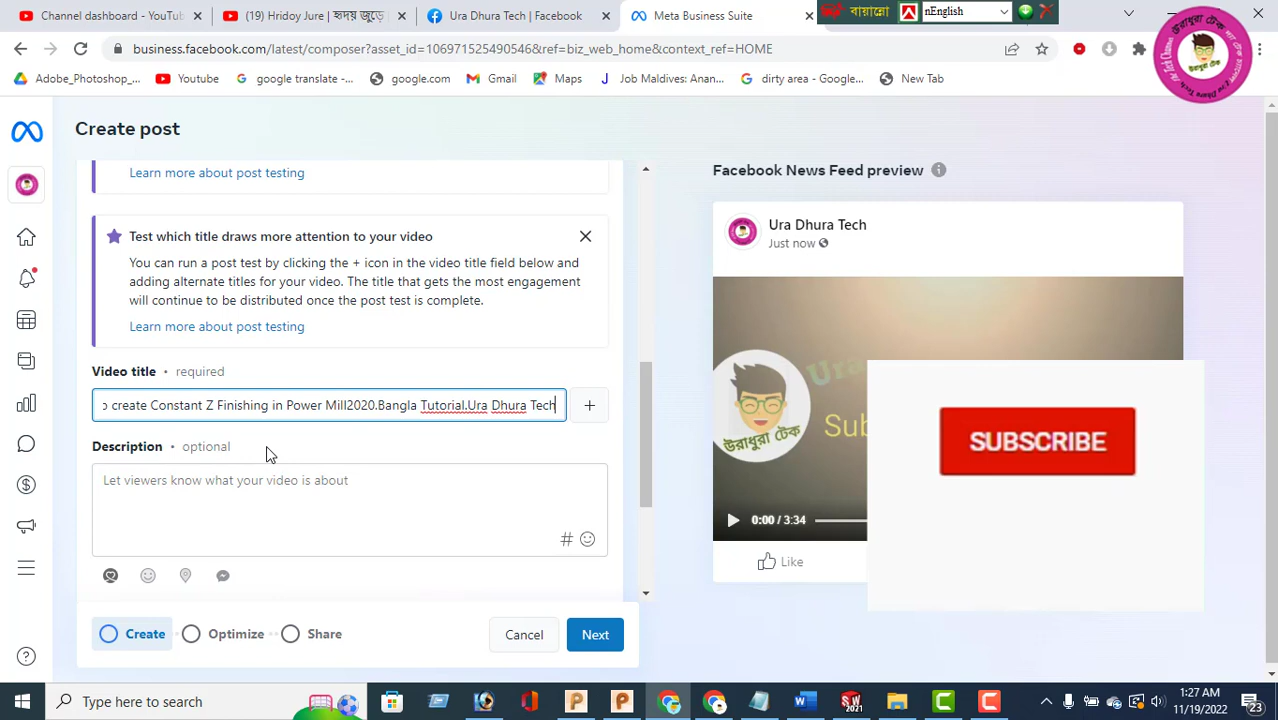 Channel dashboard
(19) Fidio
Ura Dhura Tech | Facebook
Meta Business Suite
বায়ান্নো
nEnglish
business.facebook.com/latest/composer?asset_id=106971525490546&ref=biz_web_home&context_ref=HOME
Adobe_Photoshop_...
Youtube
google translate -...
google.com
Gmail
Maps
Job Maldives: Anan...
dirty area - Google...
New Tab
উরাধুরা টেক
Create post
Learn more about post testing
Test which title draws more attention to your video
You can run a post test by clicking the + icon in the video title field below and
adding alternate titles for your video. The title that gets the most engagement
will continue to be distributed once the post test is complete.
Learn more about post testing
Video title • required
create Constant Z Finishing in Power Mill2020.Bangla Tutorial.Ura Dhura Tech
Description • optional
Let viewers know what your video is about
Create
Optimize
Share
Cancel
Next
Facebook News Feed preview
Ura Dhura Tech
Just now
উরাধুরা টেক
Ura
Sub
SUBSCRIBE
0:00 / 3:34
Like
Type here to search
SW
2021
1:27 AM
11/19/2022
23